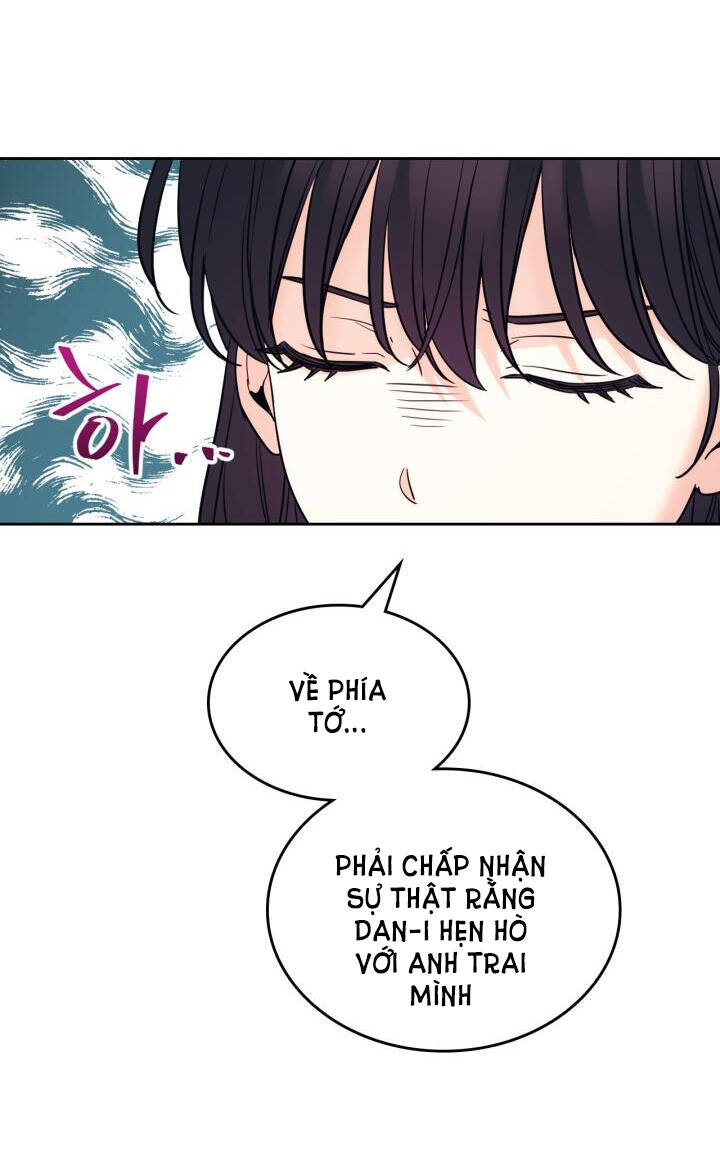 하...
VỀ PHÍA
TỚ...
PHẢI CHẤP NHẬN
SỰ THẬT RẰNG
DAN-I HẸN HÒ
VỚI ANH TRAI
MÌNH